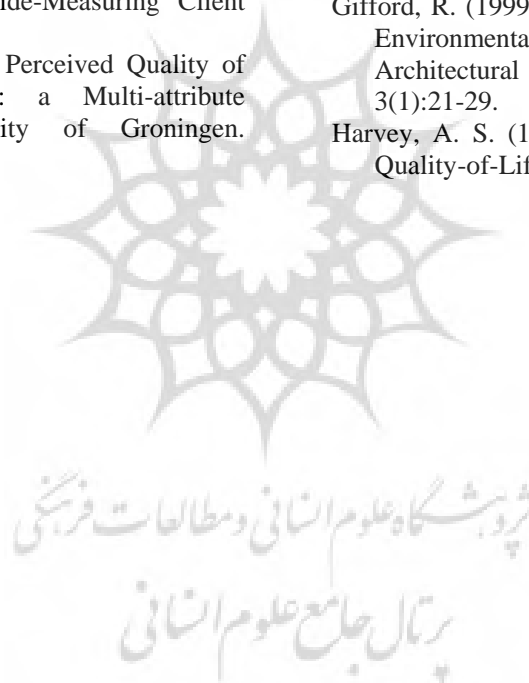 ide-Measuring Client
Perceived Quality of
: a Multi-attribute
ity of Groningen.
Gifford, R. (1999
Environmenta
Architectural
3(1):21-29.
Harvey, A. S. (1
Quality-of-Lif
پژوهشگاه علوم انسانی و مطالعات فرهنگی
پرتال جامع علوم انسانی